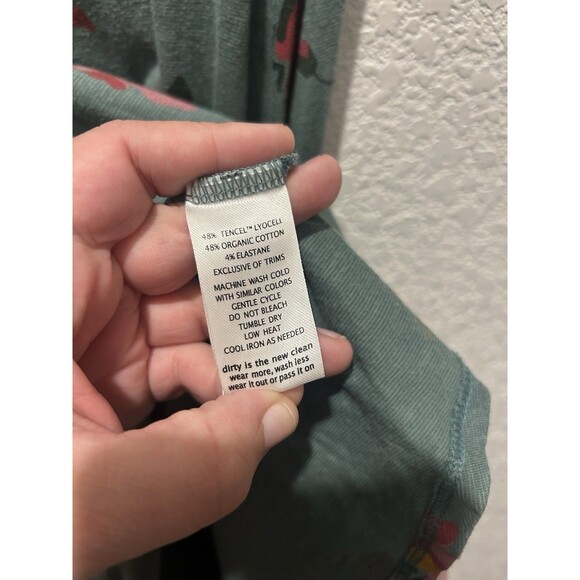 48% TENCEL™ LYOCELL
48% ORGANIC COTTON
4% ELASTANE
EXCLUSIVE OF TRIMS
MACHINE WASH COLD
WITH SIMILAR COLORS
GENTLE CYCLE
DO NOT BLEACH
TUMBLE DRY
LOW HEAT
COOL IRON AS NEEDED
dirty is the new clean
wear more, wash less
wear it out or pass it on